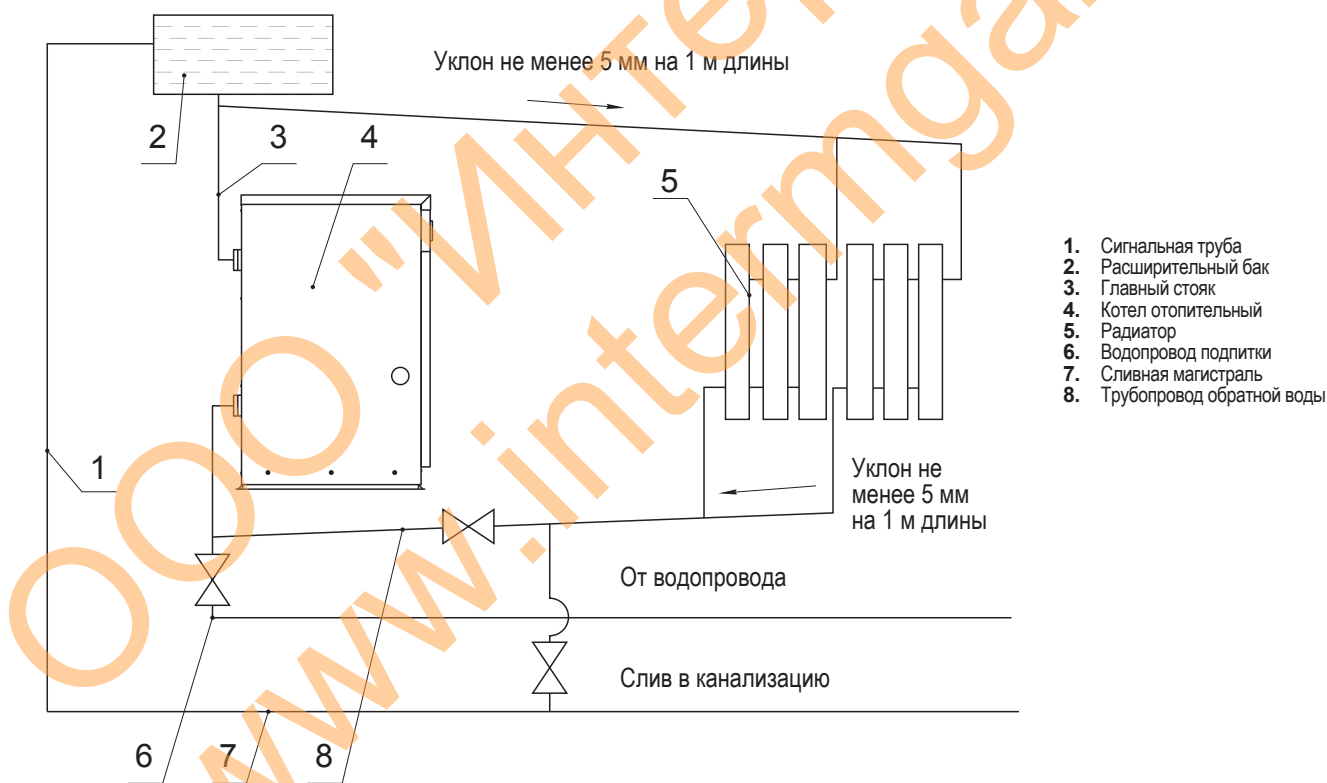 Уклон не менее 5 мм на 1 м длины
2
3
4
5
1. Сигнальная труба
2. Расширительный бак
3. Главный стояк
4. Котел отопительный
5. Радиатор
6. Водопровод подпитки
7. Сливная магистраль
8. Трубопровод обратной воды
1
Уклон не
менее 5 мм
на 1 м длины
От водопровода
Слив в канализацию
6
7
8
ООО "Интерга
www.intermga